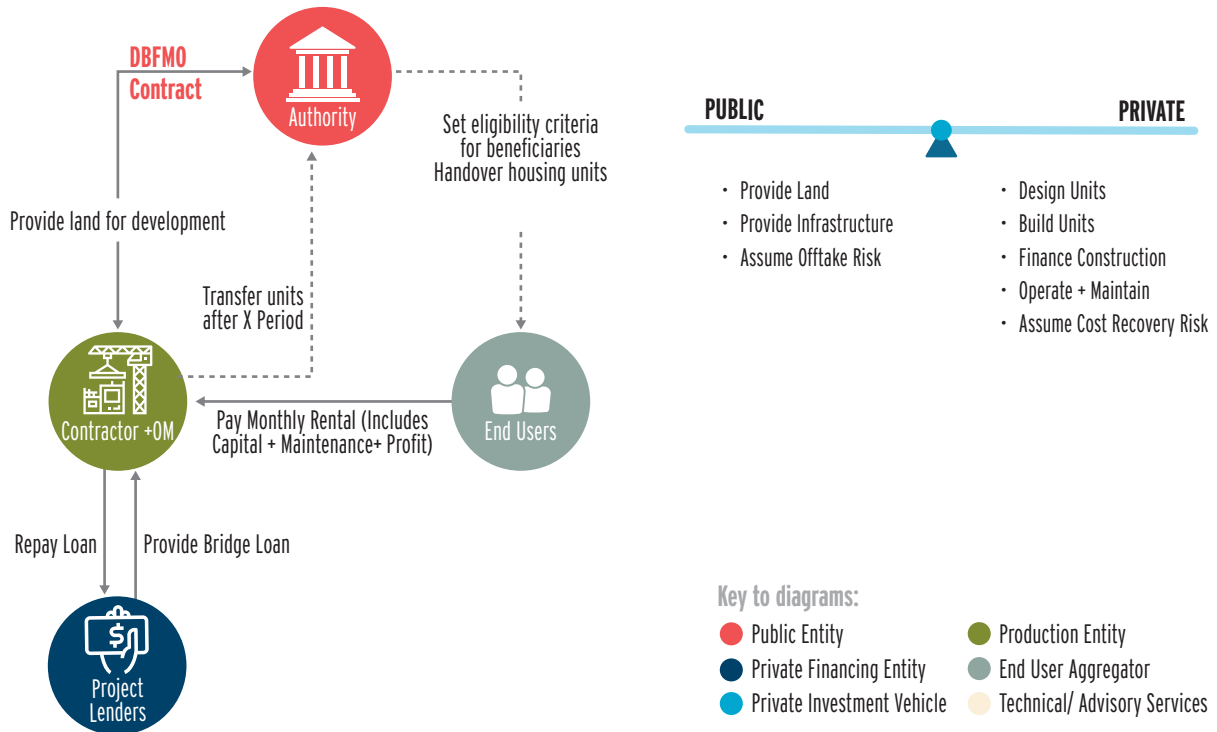 DBFMO
Contract
Authority
Set eligibility criteria
for beneficiaries
Handover housing units
Provide land for development
Transfer units
after X Period
Contractor +OM
Pay Monthly Rental (Includes
Capital + Maintenance+ Profit)
End Users
Repay Loan
Provide Bridge Loan
$
Project
Lenders
PUBLIC
PRIVATE
· Provide Land
· Provide Infrastructure
· Assume Offtake Risk
· Design Units
· Build Units
· Finance Construction
· Operate + Maintain
· Assume Cost Recovery Risk
Key to diagrams:
Public Entity
Private Financing Entity
Private Investment Vehicle
Production Entity
End User Aggregator
Technical/ Advisory Services